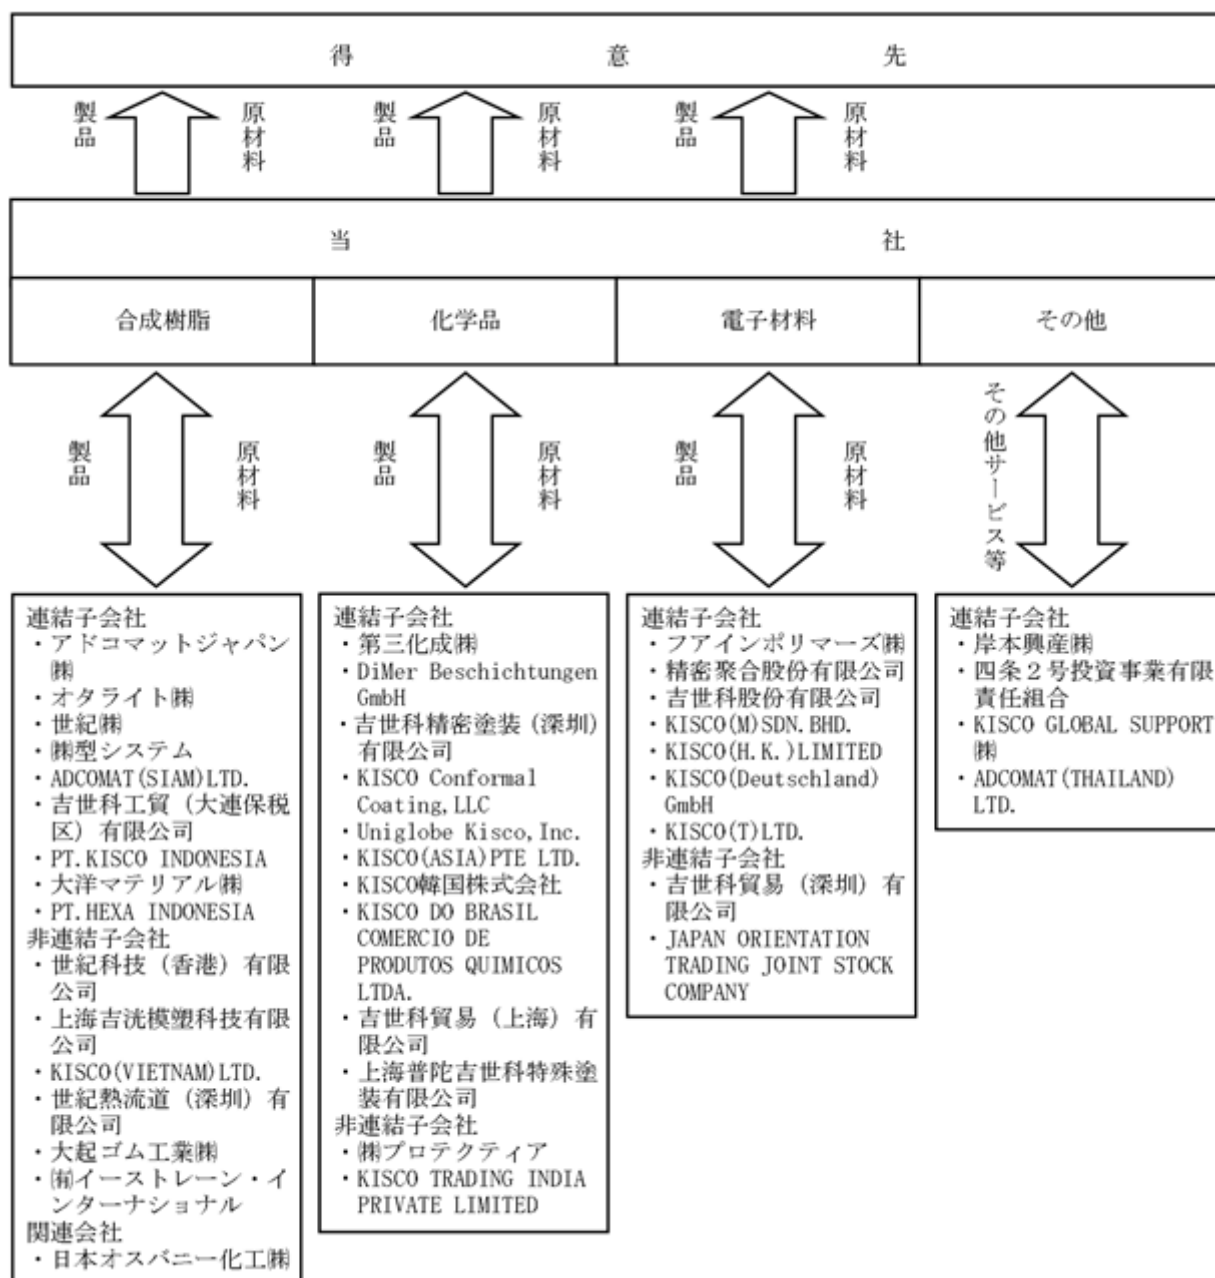 得意先
製品
原材料
製品
原材料
製品
原材料
当社
合成樹脂
化学品
電子材料
その他
製品
原材料
製品
原材料
製品
原材料
その他サービス等
連結子会社
・アドコマットジャパン
㈱
・オタライト㈱
・世紀㈱
・㈱型システム
・ADCOMAT(SIAM)LTD.
・吉世科工貿（大連保税
区）有限公司
・PT.KISCO INDONESIA
・大洋マテリアル㈱
・PT.HEXA INDONESIA
非連結子会社
・世紀科技（香港）有限
公司
・上海吉洸模塑科技有限
公司
・KISCO(VIETNAM)LTD.
・世紀熱流道（深圳）有
限公司
・大起ゴム工業㈱
・㈲イーストレーン・イ
ンターナショナル
関連会社
・日本オスバニー化工㈱
連結子会社
・第三化成㈱
・DiMer Beschichtungen
GmbH
・吉世科精密塗装（深圳）
有限公司
・KISCO Conformal
Coating,LLC
・Uniglobe Kisco,Inc.
・KISCO(ASIA)PTE LTD.
・KISCO韓国株式会社
・KISCO DO BRASIL
COMERCIO DE
PRODUTOS QUIMICOS
LTDA.
・吉世科貿易（上海）有
限公司
・上海普陀吉世科特殊塗
装有限公司
非連結子会社
・㈱プロテクティア
・KISCO TRADING INDIA
PRIVATE LIMITED
連結子会社
・フアインポリマーズ㈱
・精密聚合股份有限公司
・吉世科股份有限公司
・KISCO(M)SDN.BHD.
・KISCO(H.K.)LIMITED
・KISCO(Deutschland)
GmbH
・KISCO(T)LTD.
非連結子会社
・吉世科貿易（深圳）有
限公司
・JAPAN ORIENTATION
TRADING JOINT STOCK
COMPANY
連結子会社
・岸本興産㈱
・四条２号投資事業有限
責任組合
・KISCO GLOBAL SUPPORT
㈱
・ADCOMAT(THAILAND)
LTD.